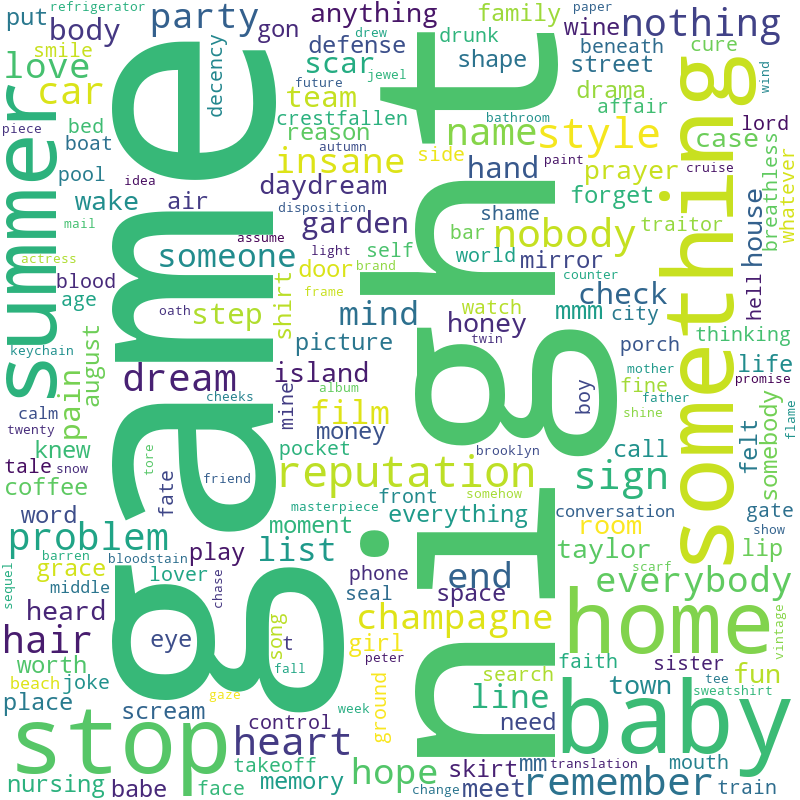 refrigerator
put
body
party
gon
anything
drew
family
paper
wine
nothing
smile
love
decency
defense
scar
jewel
drunk
shape
beneath
street
cure
wind
car
future
team
crestfallen
reason
bathroom
drama
affair
lord
piece
bed
boat
autumn
insane
side
name
style
paint
case
cruise
pool
idea
daydream
hand
prayer
forget
breathless
whatever
summer
game
night
something
wake
air
disposition
shame
traitor
house
mail
garden
bar
nobody
assume
light
self
world
mirror
actress
someone
door
brand
counter
hell
blood
age
oath
step
shirt
frame
mind
watch
honey
mmm
check
city
august
picture
twin
porch
thinking
keychain
pain
dream
island
album
boy
fine
mother
father
life
promise
calm
twenty
cheeks
mine
film
money
shine
flame
knew
tore
pocket
brooklyn
call
felt
somebody
tale
snow
fate
friend
reputation
somehow
sign
coffee
front
word
masterpiece
everything
conversation
gate
problem
moment
room
show
barren
bloodstain
play
list
taylor
lip
sequel
grace
middle
lover
chase
phone
seal
end
space
scarf
everybody
heard
champagne
home
vintage
hair
eye
song
t
girl
peter
worth
fall
search
faith
sister
fun
beach
joke
gaze
ground
line
town
tee
sweatshirt
place
scream
control
week
need
stop
heart
baby
nursing
babe
takeoff
face
memory
hope
change
skirt
meet
mm
translation
remember
mouth
train